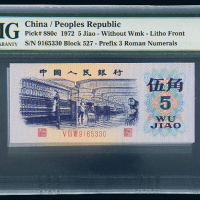 China / Peoples Republic
Pick# 880c 1972 5 Jiao - Without Wmk - Litho Front
S/N 9165330 Block 527 - Prefix 3 Roman Numerals
中国人民银行
伍角
5
WU
JIAO
9165330